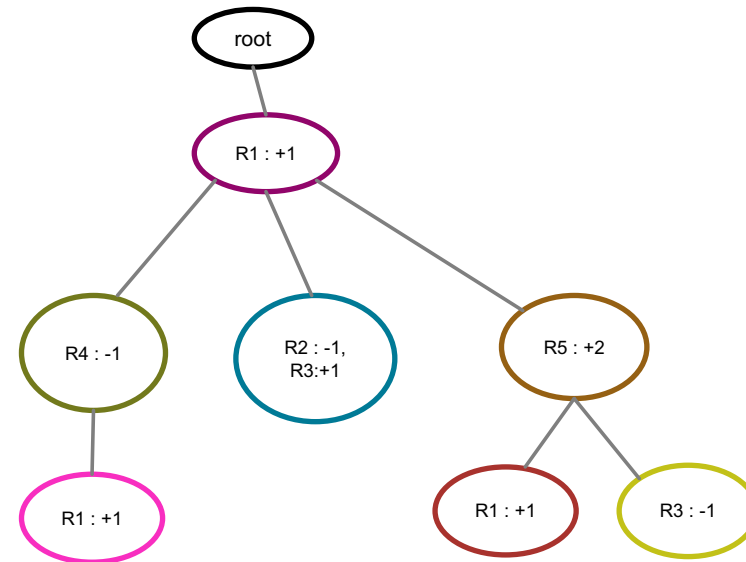 root
R1 : +1
R4 : -1
R2 : -1,
R3:+1
R5 : +2
R1 : +1
R1 : +1
R3 : -1